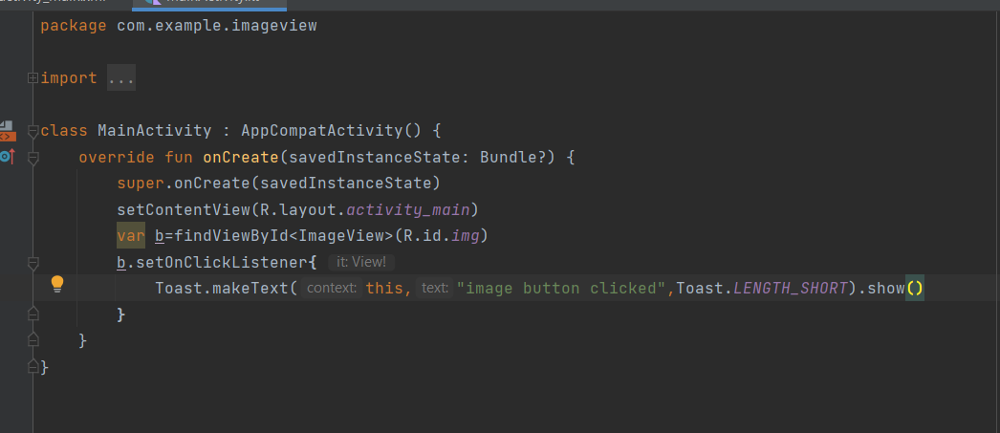 package com.example.imageview
import ...
class MainActivity : AppCompatActivity() {
override fun onCreate(savedInstanceState: Bundle?) {
super.onCreate(savedInstanceState)
setContentView(R.layout.activity_main)
var b=findViewById<ImageView>(R.id.img)
b.setOnClickListener{ it: View!
Toast.makeText( context: this, text: "image button clicked",Toast.LENGTH_SHORT).show()
}
}
}